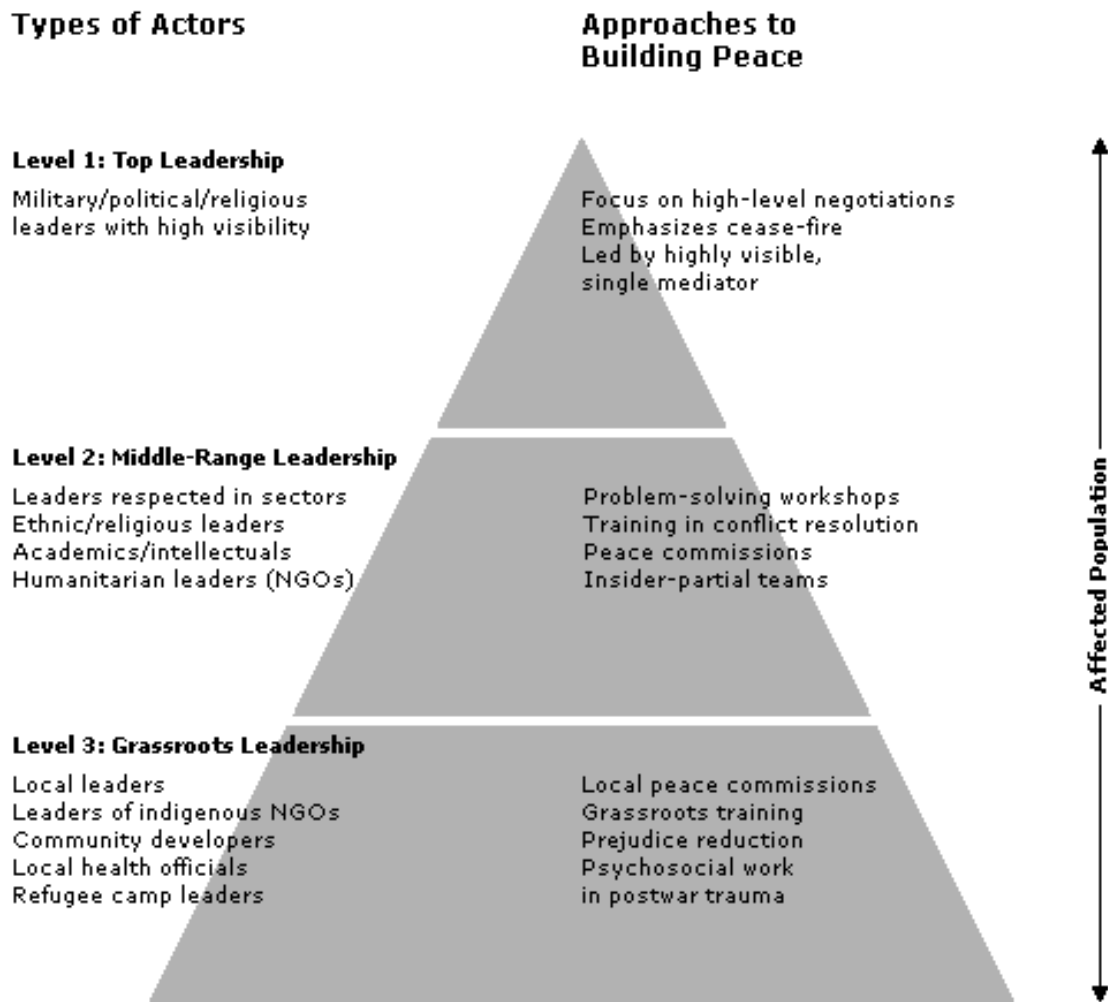 Types of Actors
Approaches to
Building Peace
Level 1: Top Leadership
Military/political/religious
leaders with high visibility
Focus on high-level negotiations
Emphasizes cease-fire
Led by highly visible,
single mediator
Level 2: Middle-Range Leadership
Leaders respected in sectors
Ethnic/religious leaders
Academics/intellectuals
Humanitarian leaders (NGOs)
Problem-solving workshops
Training in conflict resolution
Peace commissions
Insider-partial teams
Level 3: Grassroots Leadership
Local leaders
Leaders of indigenous NGOs
Community developers
Local health officials
Refugee camp leaders
Local peace commissions
Grassroots training
Prejudice reduction
Psychosocial work
in postwar trauma
Affected Population